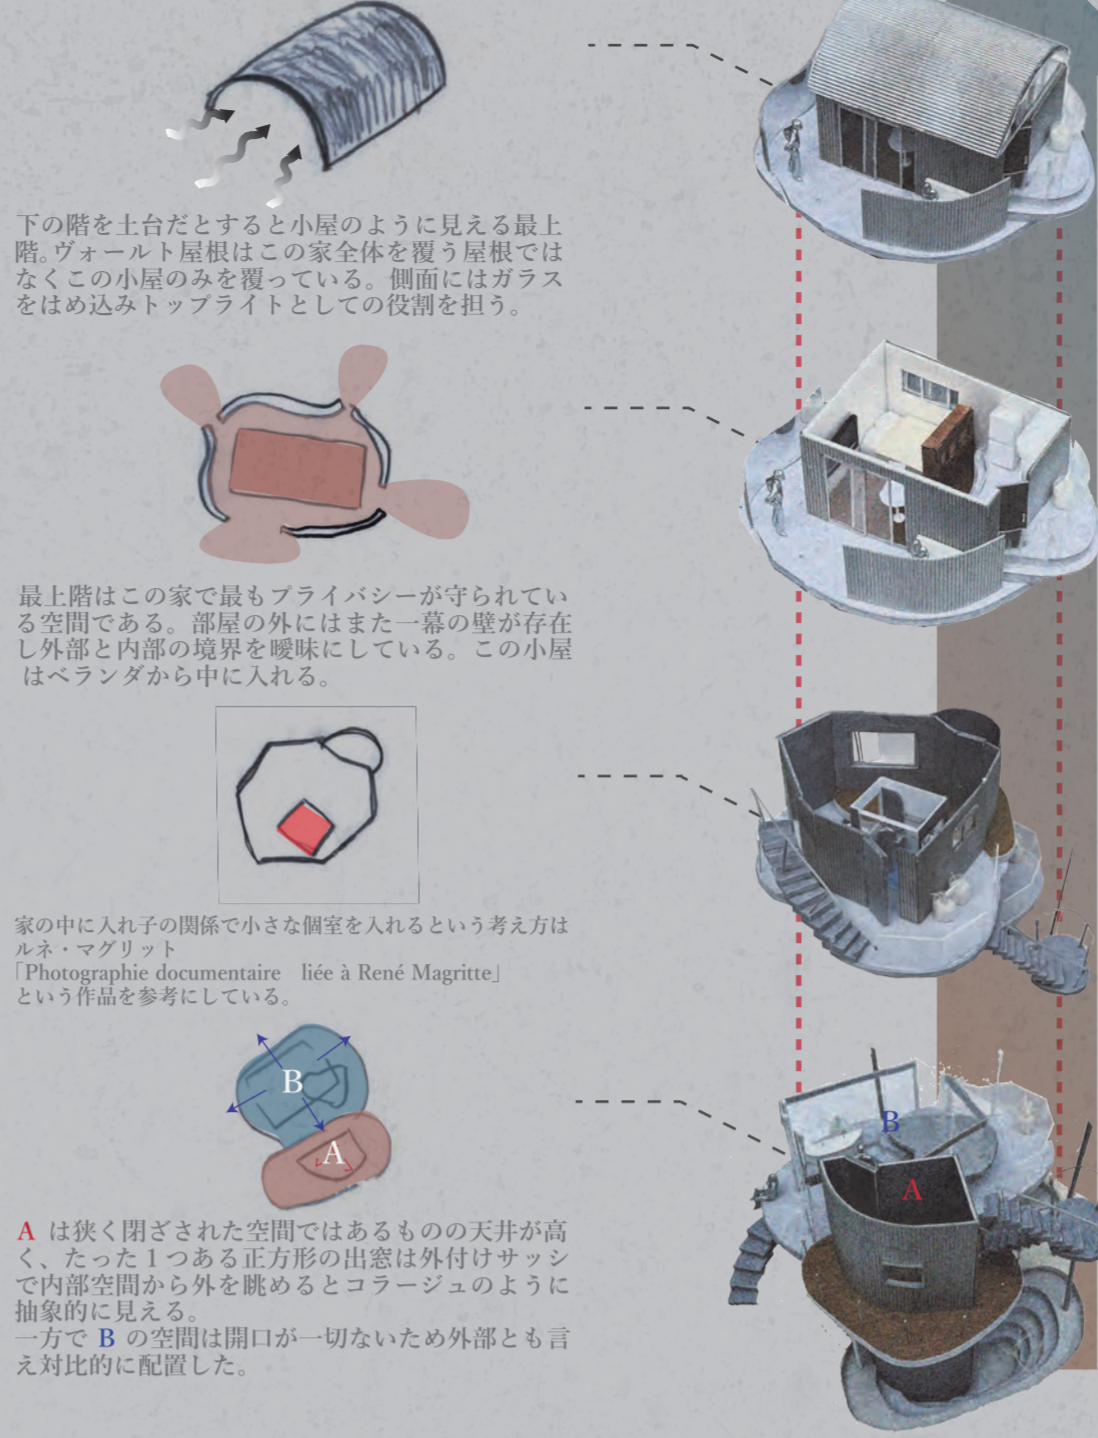 下の階を土台だとすると小屋のように見える最上
階。ヴォールト屋根はこの家全体を覆う屋根では
なくこの小屋のみを覆っている。側面にはガラス
をはめ込みトップライトとしての役割を担う。
最上階はこの家で最もプライバシーが守られてい
る空間である。部屋の外にはまた一幕の壁が存在
し外部と内部の境界を曖昧にしている。この小屋
はベランダから中に入れる。
家の中に入れ子の関係で小さな個室を入れるという考え方は
ルネ・マグリット
「Photographie documentaire　liée à René Magritte」
という作品を参考にしている。
B
A
A は狭く閉ざされた空間ではあるものの天井が高
く、たった１つある正方形の出窓は外付けサッシ
で内部空間から外を眺めるとコラージュのように
抽象的に見える。
一方で B の空間は開口が一切ないため外部とも言
え対比的に配置した。
B
A